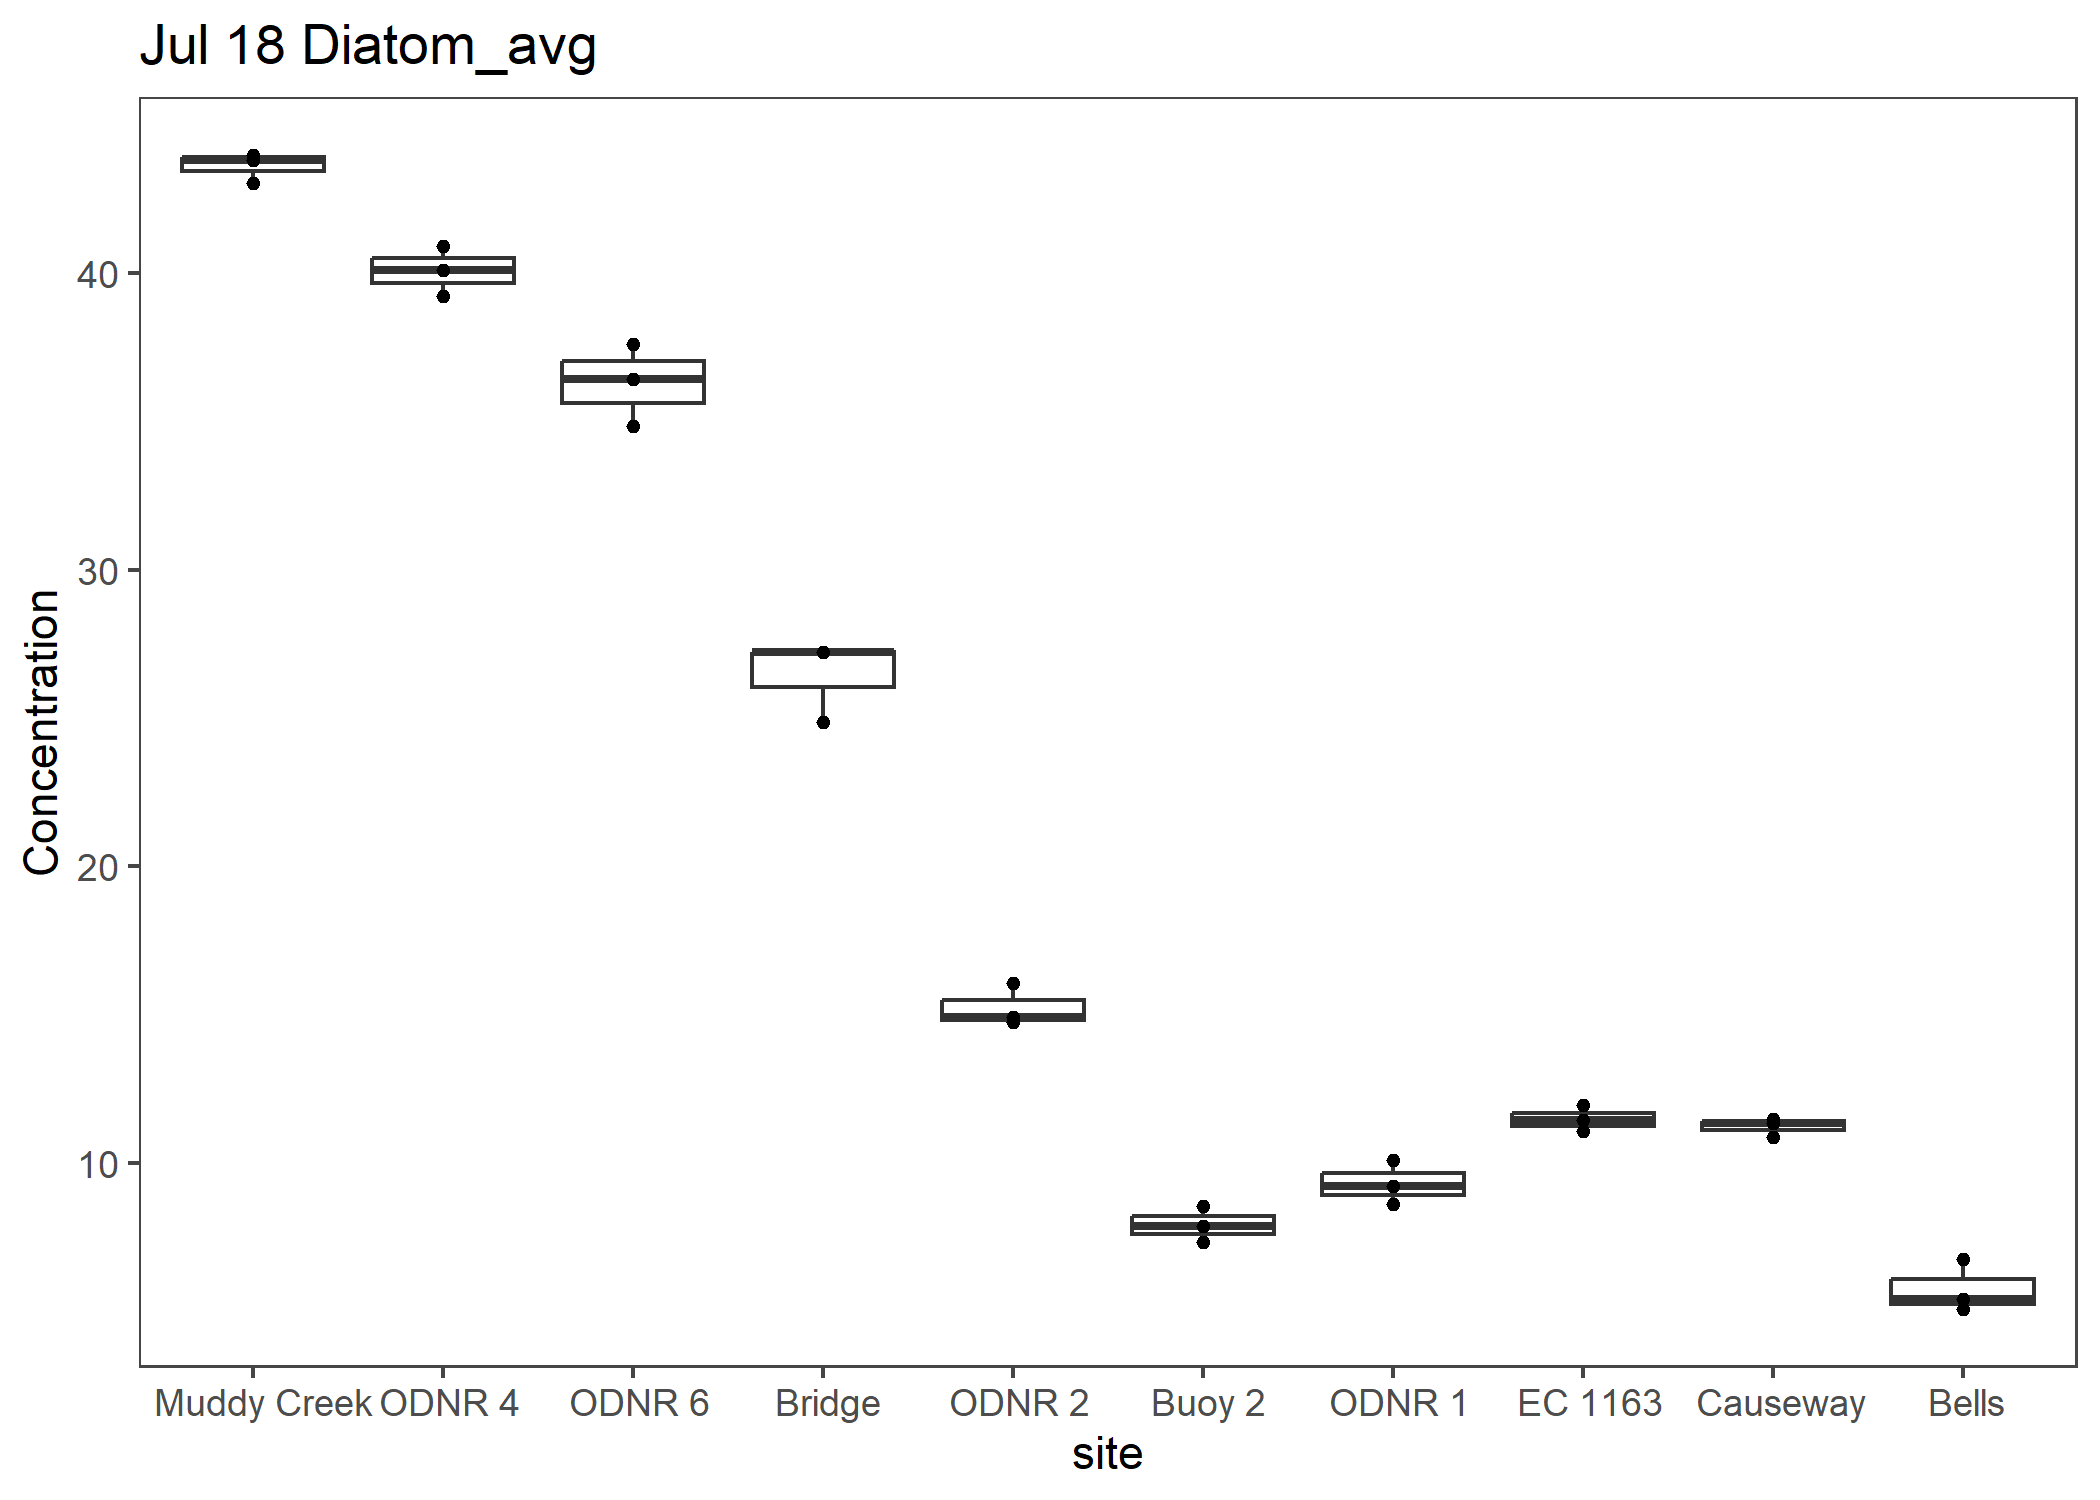 Jul 18 Diatom_avg
Concentration
40
30
20
10
Muddy Creek ODNR 4 ODNR 6 Bridge ODNR 2 Buoy 2 ODNR 1 EC 1163 Causeway Bells
site